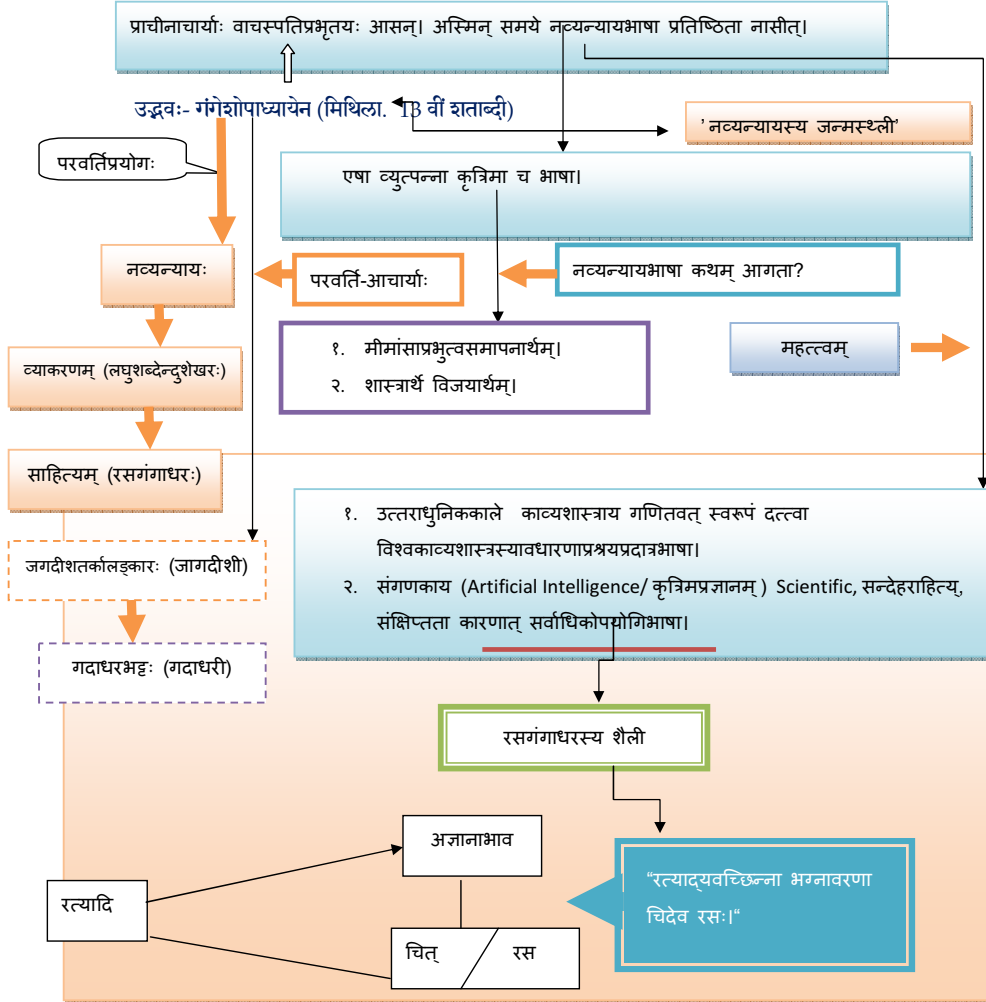 प्राचीनाचार्याः वाचस्पतिप्रभृतयः आसन्। अस्मिन् समये नव्यन्यायभाषा प्रतिष्ठिता नासीत्।
उद्भवः- गंगेशोपाध्यायेन (मिथिला. 13 वीं शताब्दी)
' नव्यन्यायस्य जन्मस्थ्ली'
परवर्तिप्रयोगः
एषा व्युत्पन्ना कृत्रिमा च भाषा।
नव्यन्यायः
परवर्ति-आचार्याः
नव्यन्यायभाषा कथम् आगता?
१. मीमांसाप्रभुत्वसमापनार्थम्।
२. शास्त्रार्थे विजयार्थम्।
महत्त्वम्
व्याकरणम् (लघुशब्देन्दुशेखरः)
साहित्यम् (रसगंगाधरः)
जगदीशतर्कालङ्कारः (जागदीशी)
गदाधरभट्टः (गदाधरी)
१. उत्तराधुनिककाले काव्यशास्त्राय गणितवत् स्वरूपं दत्त्वा
विश्वकाव्यशास्त्रस्यावधारणाप्रश्रयप्रदात्रभाषा।
२. संगणकाय (Artificial Intelligence/ कृत्रिमप्रज्ञानम् ) Scientific, सन्देहराहित्य,
संक्षिप्तता कारणात् सर्वाधिकोपयोगिभाषा।
रसगंगाधरस्य शैली
अज्ञानाभाव
रत्यादि
चित् रस
“रत्याद्यवच्छिन्ना भग्नावरणा
चिदेव रसः।“